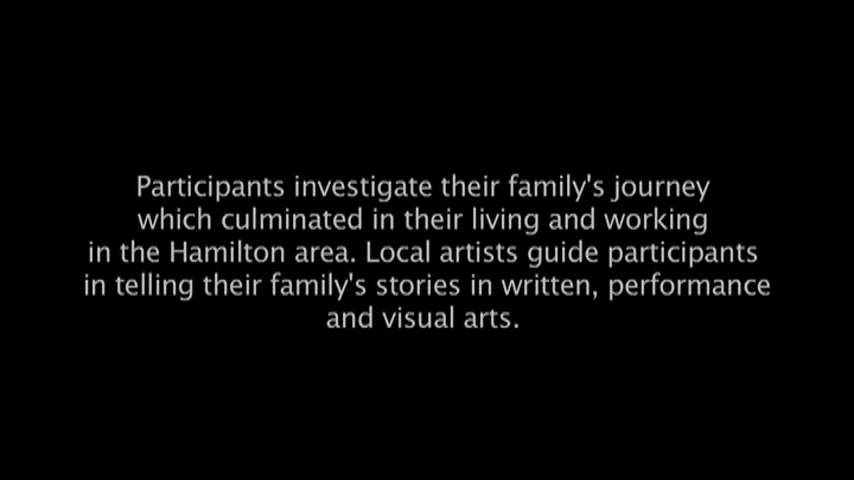 Participants investigate their family's journey
which culminated in their living and working
in the Hamilton area. Local artists guide participants
in telling their family's stories in written, performance
and visual arts.